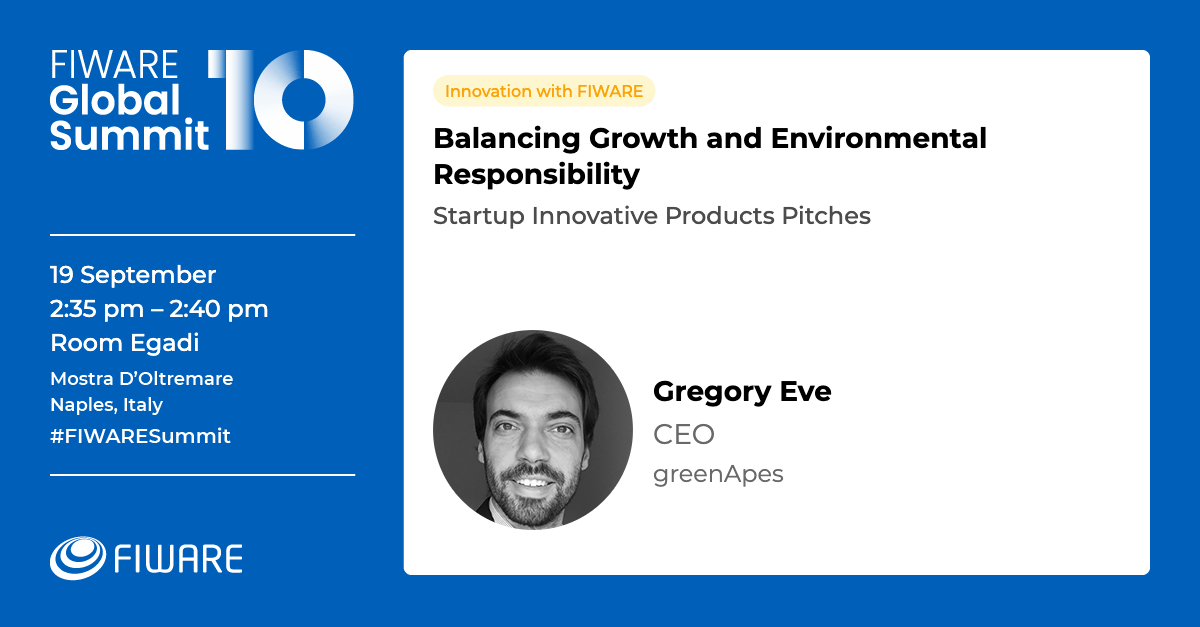 FIWARE
Global
Summit
10
19 September
2:35 pm – 2:40 pm
Room Egadi
Mostra D’Oltremare
Naples, Italy
#FIWARESummit
FIWARE
Innovation with FIWARE
Balancing Growth and Environmental
Responsibility
Startup Innovative Products Pitches
Gregory Eve
CEO
greenApes